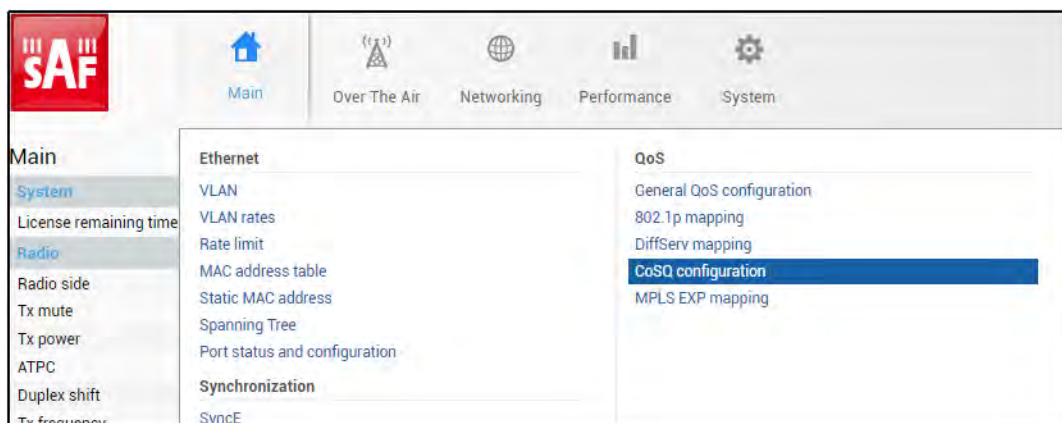 SAF
Main
Over The Air
Networking
Performance
System
Main
System
License remaining time
Radio
Radio side
Tx mute
Tx power
ATPC
Duplex shift
Tx frequency
Ethernet
VLAN
VLAN rates
Rate limit
MAC address table
Static MAC address
Spanning Tree
Port status and configuration
Synchronization
SyncE
QoS
General QoS configuration
802.1p mapping
DiffServ mapping
CoSQ configuration
MPLS EXP mapping